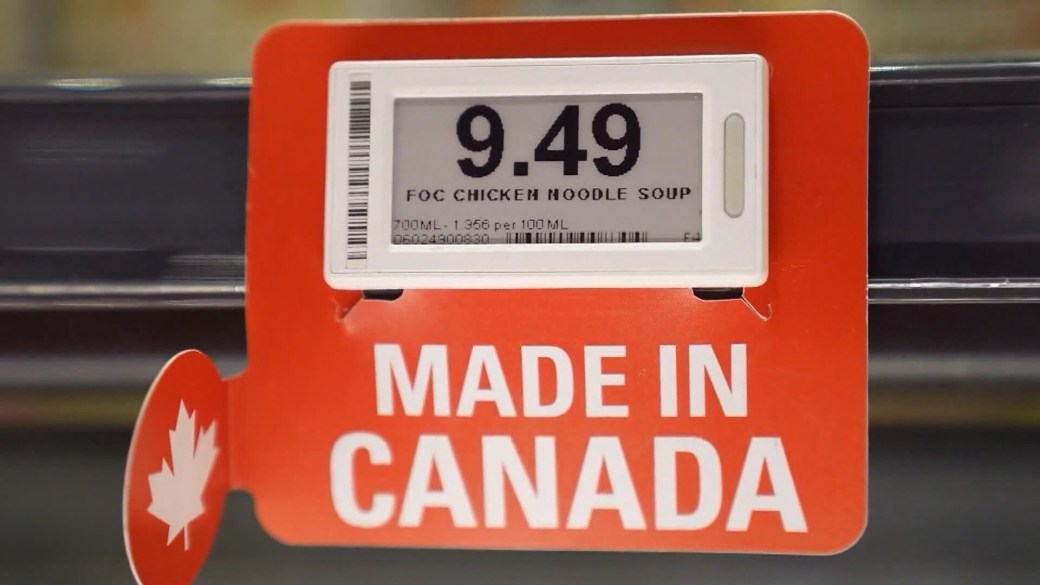 9.49
FOC CHICKEN NOODLE SOUP
700ML - 1.356 per 100ML
06024900830 F4
MADE IN
CANADA